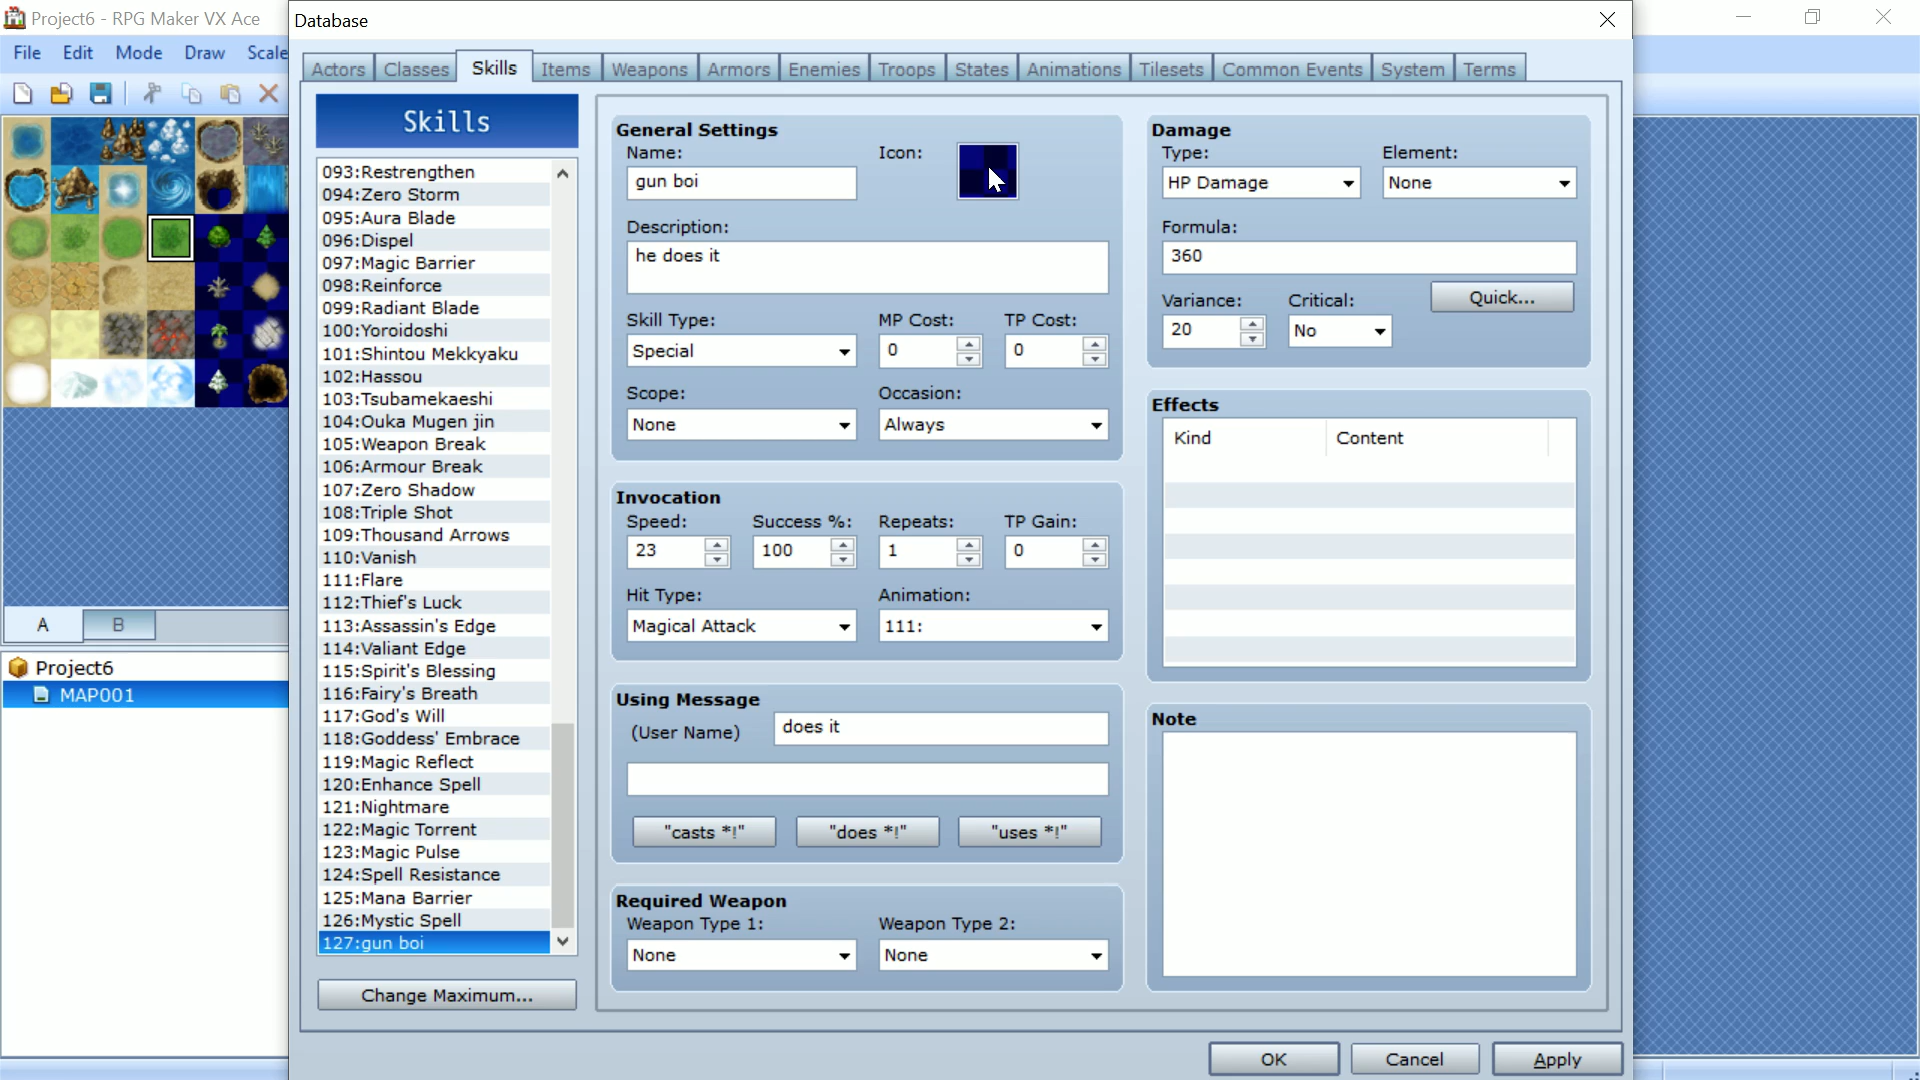 Project6 - RPG Maker VX Ace
File Edit Mode Draw Scale
A B
Project6
MAP001
Database
Actors Classes Skills Items Weapons Armors Enemies Troops States Animations Tilesets Common Events System Terms
Skills
093:Restrengthen
094:Zero Storm
095:Aura Blade
096:Dispel
097:Magic Barrier
098:Reinforce
099:Radiant Blade
100:Yoroidoshi
101:Shintou Mekkyaku
102:Hassou
103:Tsubamekaeshi
104:Ouka Mugen jin
105:Weapon Break
106:Armour Break
107:Zero Shadow
108:Triple Shot
109:Thousand Arrows
110:Vanish
111:Flare
112:Thief's Luck
113:Assassin's Edge
114:Valiant Edge
115:Spirit's Blessing
116:Fairy's Breath
117:God's Will
118:Goddess' Embrace
119:Magic Reflect
120:Enhance Spell
121:Nightmare
122:Magic Torrent
123:Magic Pulse
124:Spell Resistance
125:Mana Barrier
126:Mystic Spell
127:gun boi
Change Maximum...
General Settings
Name: Icon:
gun boi
Description:
he does it
Skill Type: MP Cost: TP Cost:
Special 0 0
Scope: Occasion:
None Always
Invocation
Speed: Success %: Repeats: TP Gain:
23 100 1 0
Hit Type: Animation:
Magical Attack 111:
Using Message
(User Name) does it
"casts *!" "does *!" "uses *!"
Required Weapon
Weapon Type 1: Weapon Type 2:
None None
Damage
Type: Element:
HP Damage None
Formula:
360
Variance: Critical: Quick...
20 No
Effects
Kind Content
Note
OK Cancel Apply